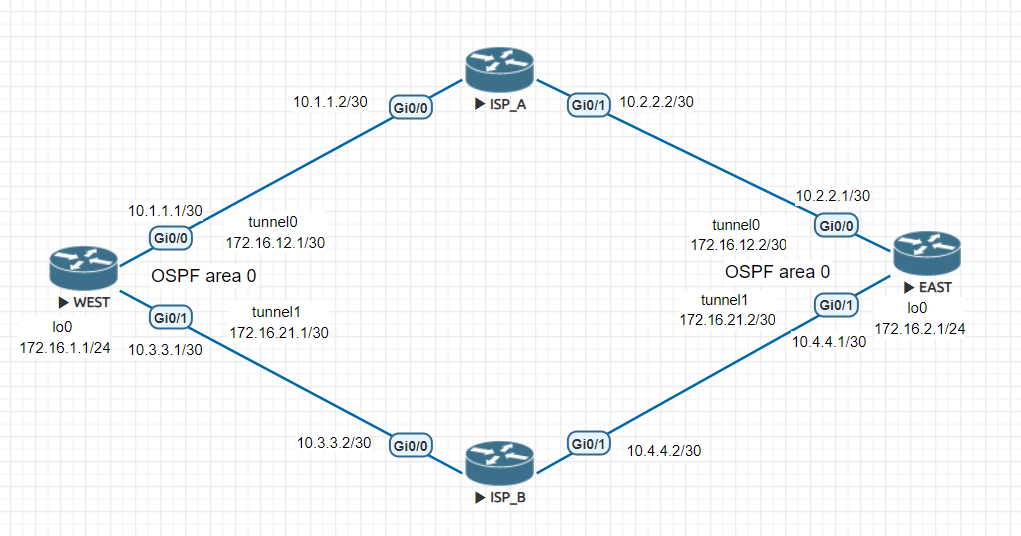 ISP_A
10.1.1.2/30
Gi0/0
Gi0/1
10.2.2.2/30
10.1.1.1/30
Gi0/0
tunnel0
172.16.12.1/30
10.2.2.1/30
Gi0/0
tunnel0
172.16.12.2/30
WEST
OSPF area 0
OSPF area 0
EAST
Gi0/1
tunnel1
172.16.21.1/30
tunnel1
172.16.21.2/30
Gi0/1
lo0
172.16.1.1/24
10.3.3.1/30
lo0
172.16.2.1/24
10.4.4.1/30
10.3.3.2/30
Gi0/0
Gi0/1
10.4.4.2/30
ISP_B